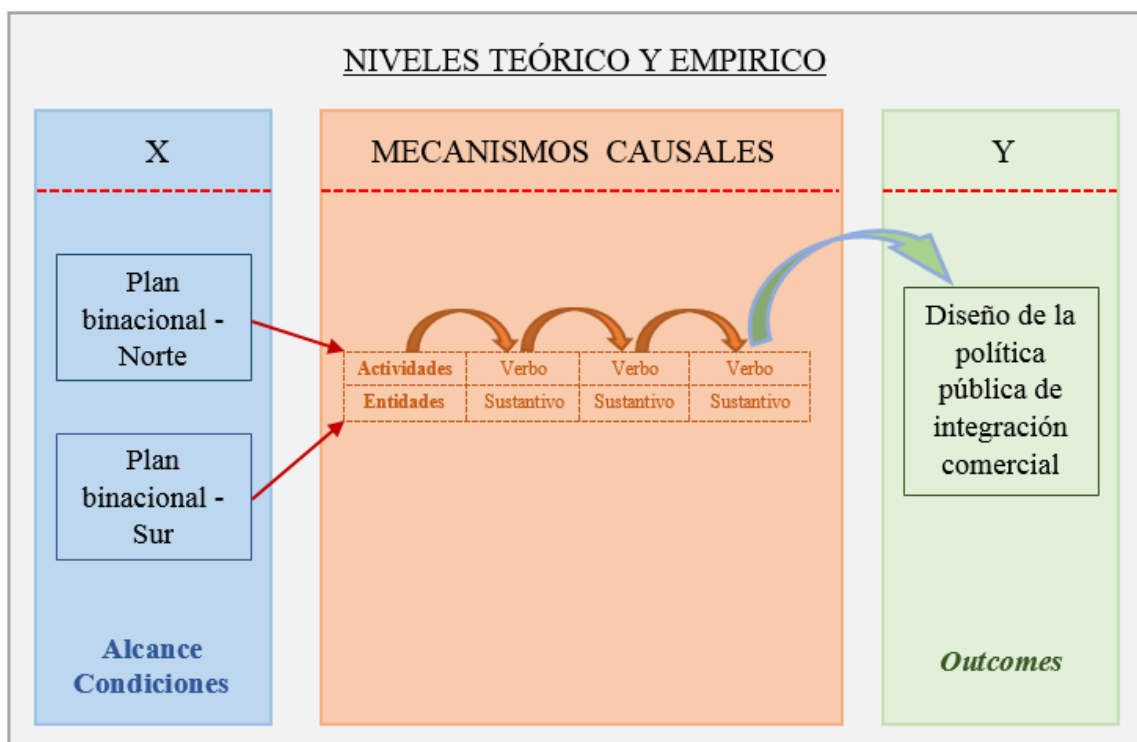 NIVELES TEÓRICO Y EMPIRICO
X
Plan
binacional -
Norte
Plan
binacional -
Sur
Alcance
Condiciones
MECANISMOS CAUSALES
Actividades Verbo Verbo Verbo
Entidades Sustantivo Sustantivo Sustantivo
Y
Diseño de la
política
pública de
integración
comercial
Outcomes